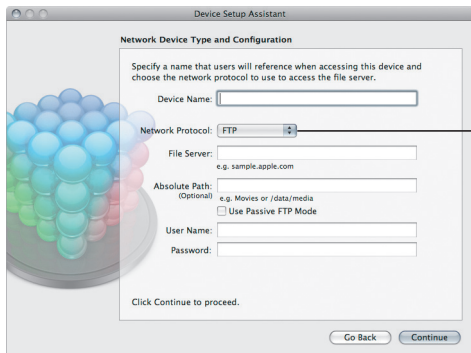 Device Setup Assistant
Network Device Type and Configuration
Specify a name that users will reference when accessing this device and
choose the network protocol to use to access the file server.
Device Name:
Network Protocol: FTP
File Server:
e.g. sample.apple.com
Absolute Path:
(Optional) e.g. Movies or /data/media
Use Passive FTP Mode
User Name:
Password:
Click Continue to proceed.
Go Back Continue